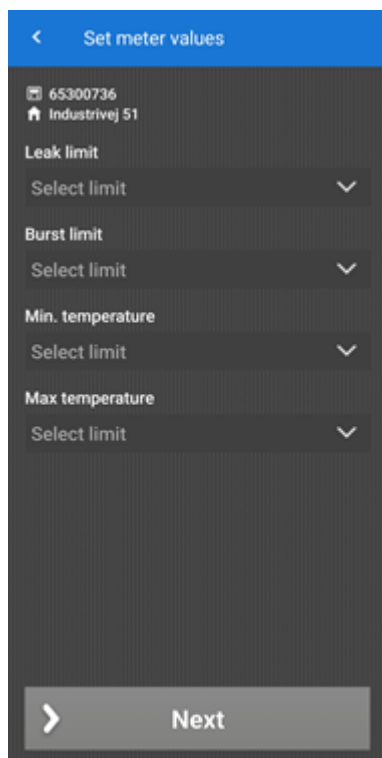 Set meter values
65300736
Industrivej 51
Leak limit
Select limit
Burst limit
Select limit
Min. temperature
Select limit
Max temperature
Select limit
Next